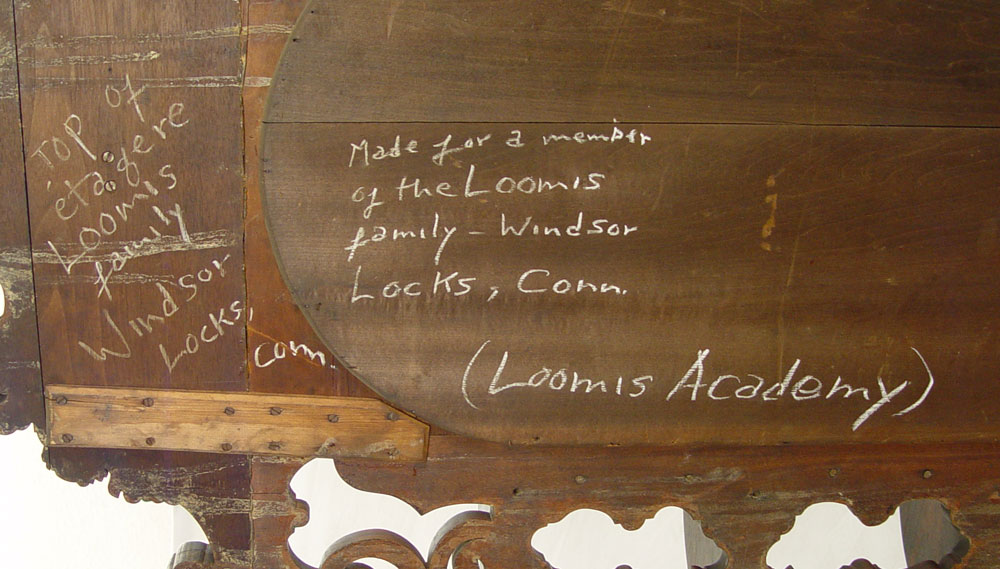 Top of
étagere
Loomis
family
Windsor
Locks,
Conn.
Made for a member
of the Loomis
family - Windsor
Locks, Conn.
(Loomis Academy)